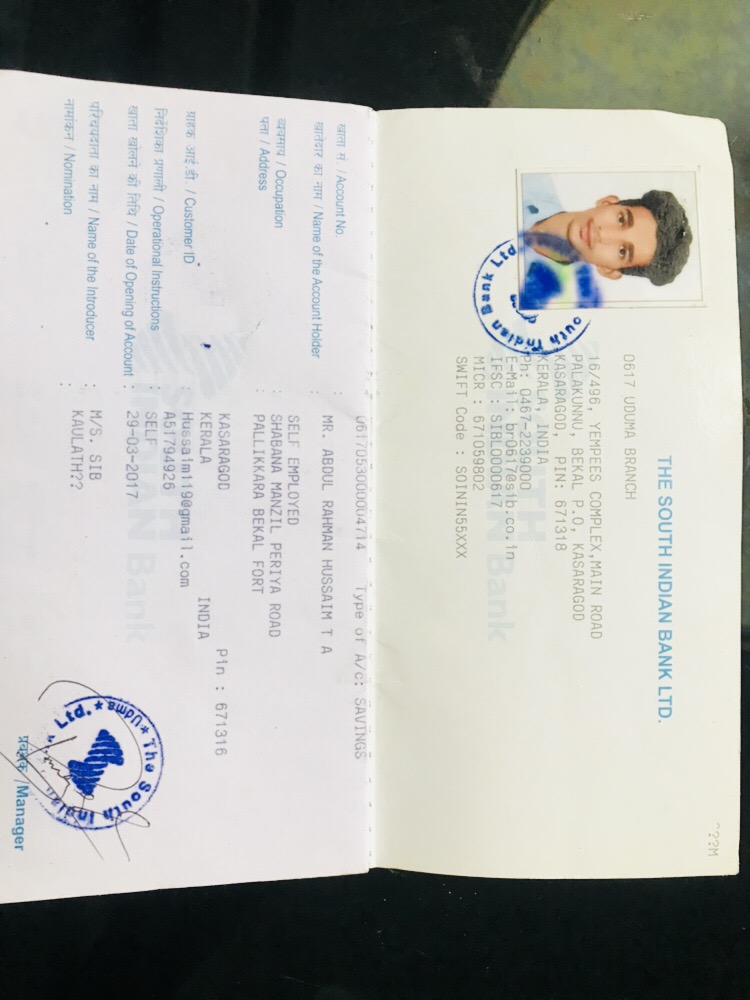 THE SOUTH INDIAN BANK LTD.
0617 UDUMA BRANCH
16/496, YEMPEES COMPLEX,MAIN ROAD
PALAKUNNU, BEKAL P.O, KASARAGOD
KASARAGOD, PIN: 671318
KERALA, INDIA
Ph: 0467-2239000
E-Mail: br0617@sib.co.in
IFSC : SIBL0000617
MICR : 671059802
SWIFT Code : SOININ55XXX
South Indian Bank Ltd.
??M
खाता सं. / Account No. : 0617053000004714 Type of A/c: SAVINGS
खातेदार का नाम / Name of the Account Holder : MR. ABDUL RAHMAN HUSSAIM T A
व्यवसाय / Occupation : SELF EMPLOYED
पता / Address : SHABANA MANZIL PERIYA ROAD
PALLIKKARA BEKAL FORT
KASARAGOD Pin : 671316
KERALA INDIA
Hussaim119@gmail.com
ग्राहक आई.डी. / Customer ID : A51794926
निर्देशिका प्रणाली / Operational Instructions : SELF
खाता खोलने की तिथि / Date of Opening of Account : 29-03-2017
परिचयदाता का नाम / Name of the Introducer : M/S. SIB
नामांकन / Nomination : KAULATH??
The South Indian Ltd. * Uduma *
प्रबंधक /Manager